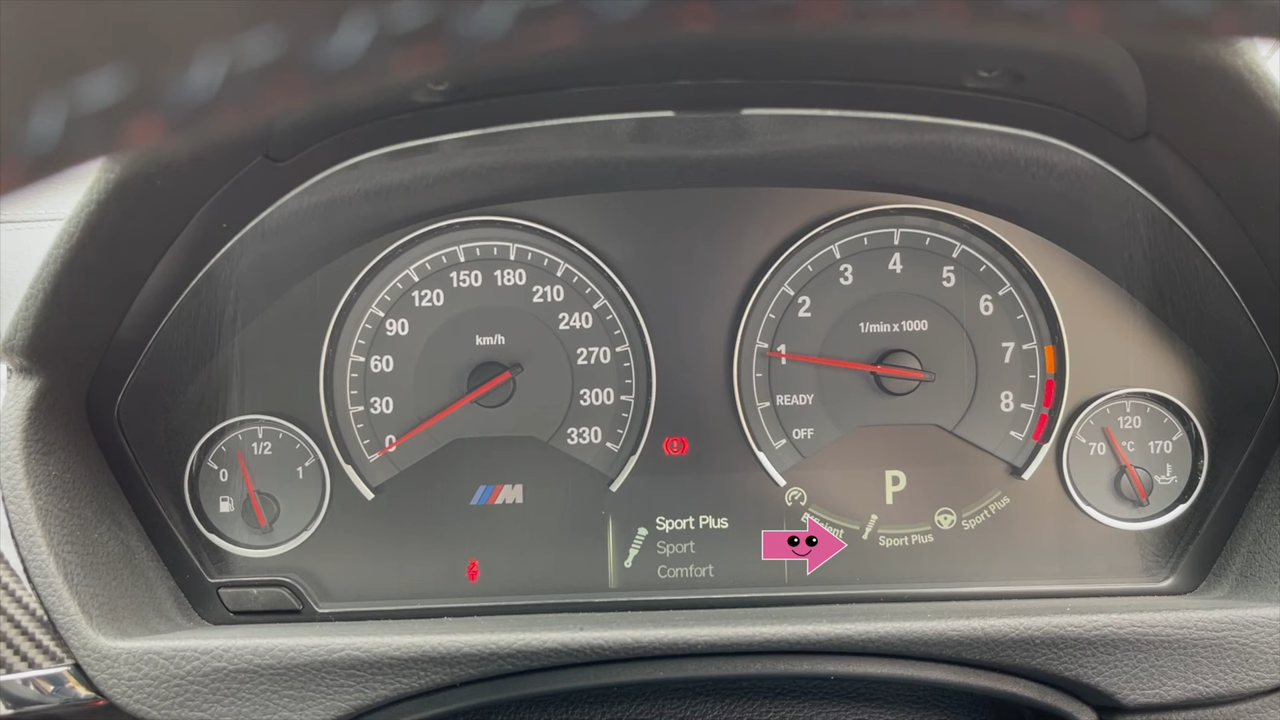 0
30
60
90
120
150
180
210
240
270
300
330
km/h
0
1/2
1
M
OFF
READY
1
2
3
4
5
6
7
8
1/min x 1000
P
Sport Plus
Sport
Comfort
Sport Plus
Sport Plus
70
120
170
°C